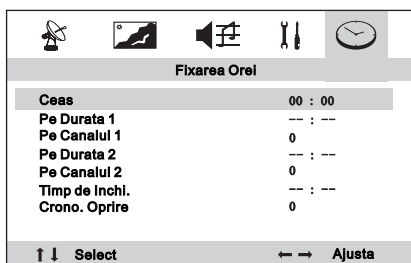 Fixarea Orei
Ceas 00 : 00
Pe Durata 1 -- : --
Pe Canalul 1 0
Pe Durata 2 -- : --
Pe Canalul 2 0
Timp de Inchi. -- : --
Crono. Oprire 0
↑↓ Select ←→ Ajusta